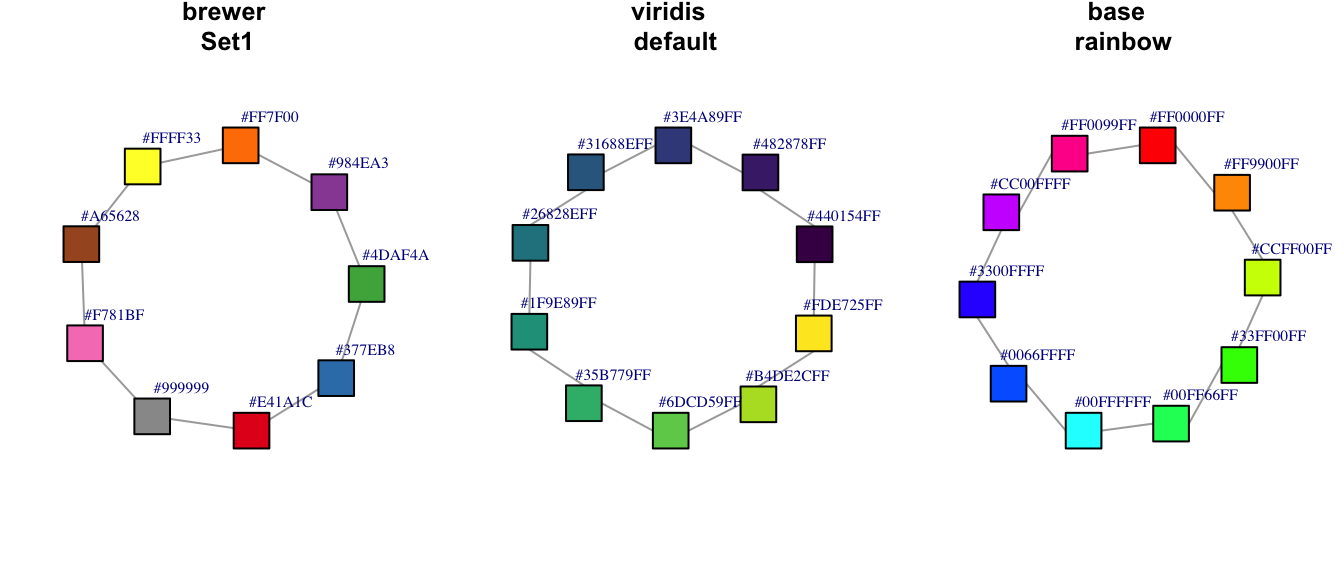 brewer
Set1
#FF7F00
#FFFF33
#984EA3
#A65628
#4DAF4A
#F781BF
#377EB8
#999999
#E41A1C
viridis
default
#3E4A89FF
#31688EFF
#482878FF
#26828EFF
#440154FF
#1F9E89FF
#FDE725FF
#35B779FF
#B4DE2CFF
#6DCD59FF
base
rainbow
#FF0000FF
#FF0099FF
#FF9900FF
#CC00FFFF
#CCFF00FF
#3300FFFF
#33FF00FF
#0066FFFF
#00FF66FF
#00FFFFFF